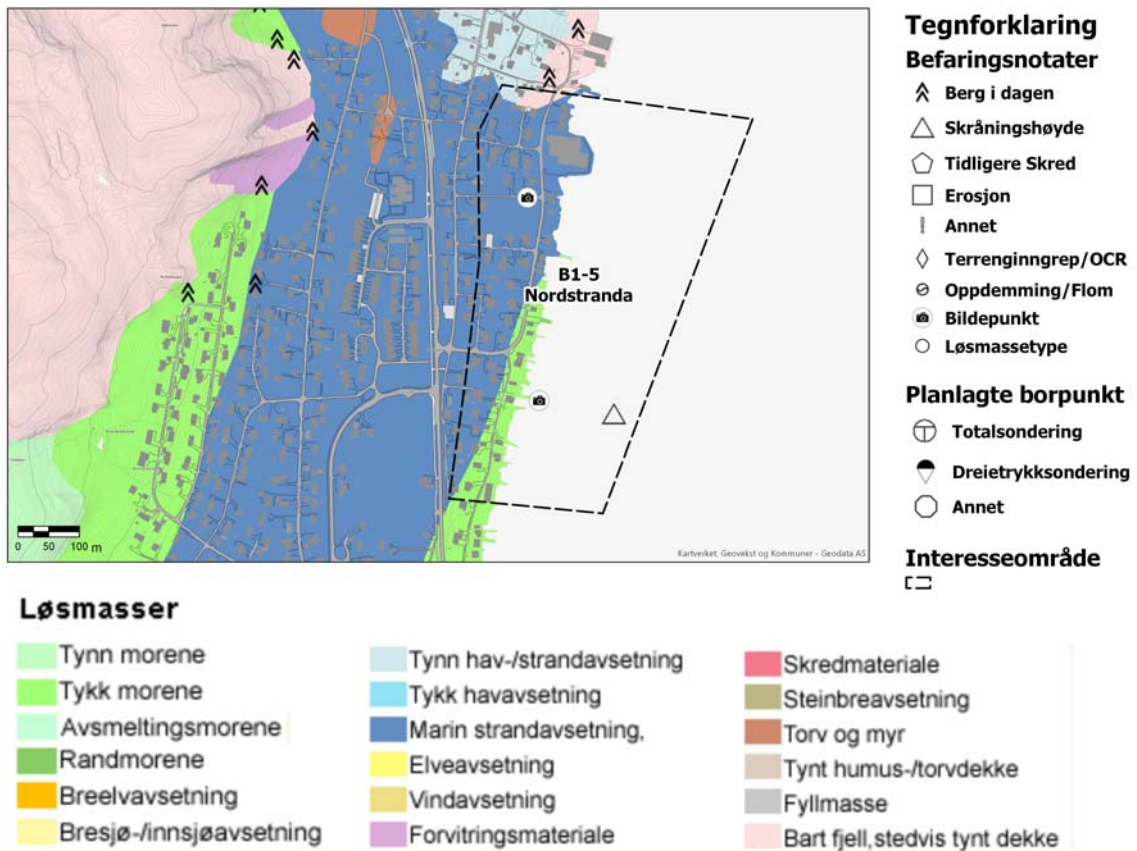 B1-5
Nordstranda
0 50 100 m
Kartverket, Geovekst og Kommuner - Geodata AS
Tegnforklaring
Befaringsnotater
Berg i dagen
Skråningshøyde
Tidligere Skred
Erosjon
Annet
Terrenginngrep/OCR
Oppdemming/Flom
Bildepunkt
Løsmassetype
Planlagte borpunkt
Totalsondering
Dreietrykksondering
Annet
Interesseområde
Løsmasser
Tynn morene
Tykk morene
Avsmeltingsmorene
Randmorene
Breelvavsetning
Bresjø-/innsjøavsetning
Tynn hav-/strandavsetning
Tykk havavsetning
Marin strandavsetning,
Elveavsetning
Vindavsetning
Forvitringsmateriale
Skredmateriale
Steinbreavsetning
Torv og myr
Tynt humus-/torvdekke
Fyllmasse
Bart fjell,stedvis tynt dekke